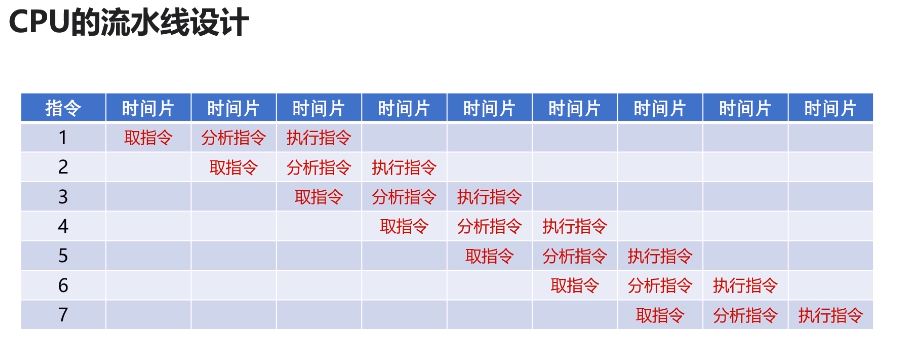 CPU的流水线设计
指令 时间片 时间片 时间片 时间片 时间片 时间片 时间片 时间片 时间片
1 取指令 分析指令 执行指令
2 取指令 分析指令 执行指令
3 取指令 分析指令 执行指令
4 取指令 分析指令 执行指令
5 取指令 分析指令 执行指令
6 取指令 分析指令 执行指令
7 取指令 分析指令 执行指令